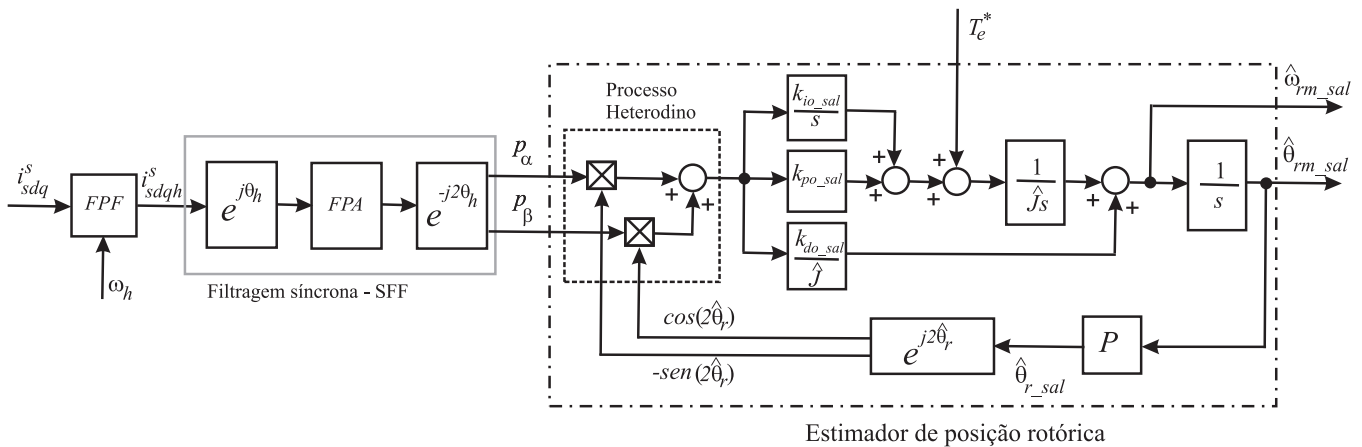 i^s_sdq
FPF
ω_h
i^s_sdqh
e^jθ_h
FPA
e^-j2θ_h
Filtragem síncrona - SFF
p_α
p_β
Processo
Heterodino
+
+
k_io_sal
s
k_po_sal
k_do_sal
Ĵ
+
+
T_e^*
+
+
1
Ĵs
+
+
1
s
ω̂_rm_sal
θ̂_rm_sal
cos(2θ̂_r)
-sen(2θ̂_r)
e^j2θ̂_r
θ̂_r_sal
P
Estimador de posição rotórica